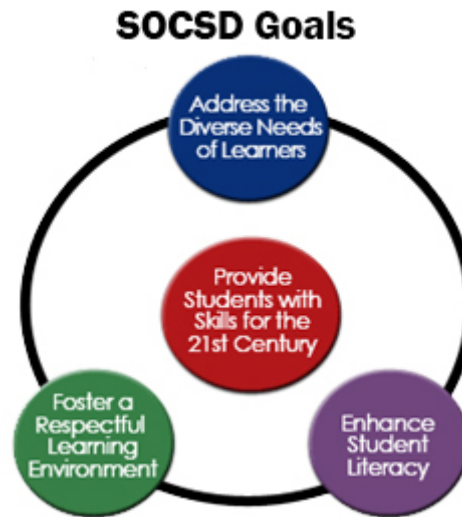 SOCSD Goals
Address the
Diverse Needs
of Learners
Provide
Students with
Skills for the
21st Century
Foster a
Respectful
Learning
Environment
Enhance
Student
Literacy